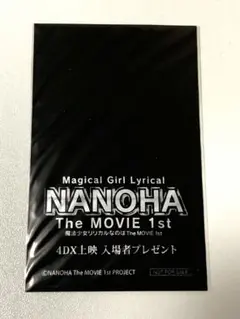 Magical Girl Lyrical
NANOHA
The MOVIE 1st
魔法少女リリカルなのは The MOVIE 1st
4DX上映 入場者プレゼント
©NANOHA The MOVIE 1st PROJECT
NOT FOR SALE